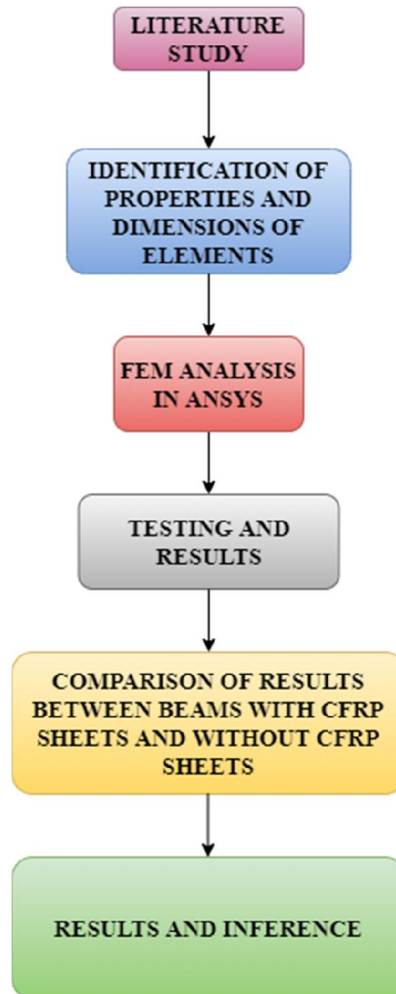 LITERATURE
STUDY
IDENTIFICATION OF
PROPERTIES AND
DIMENSIONS OF
ELEMENTS
FEM ANALYSIS
IN ANSYS
TESTING AND
RESULTS
COMPARISON OF RESULTS
BETWEEN BEAMS WITH CFRP
SHEETS AND WITHOUT CFRP
SHEETS
RESULTS AND INFERENCE